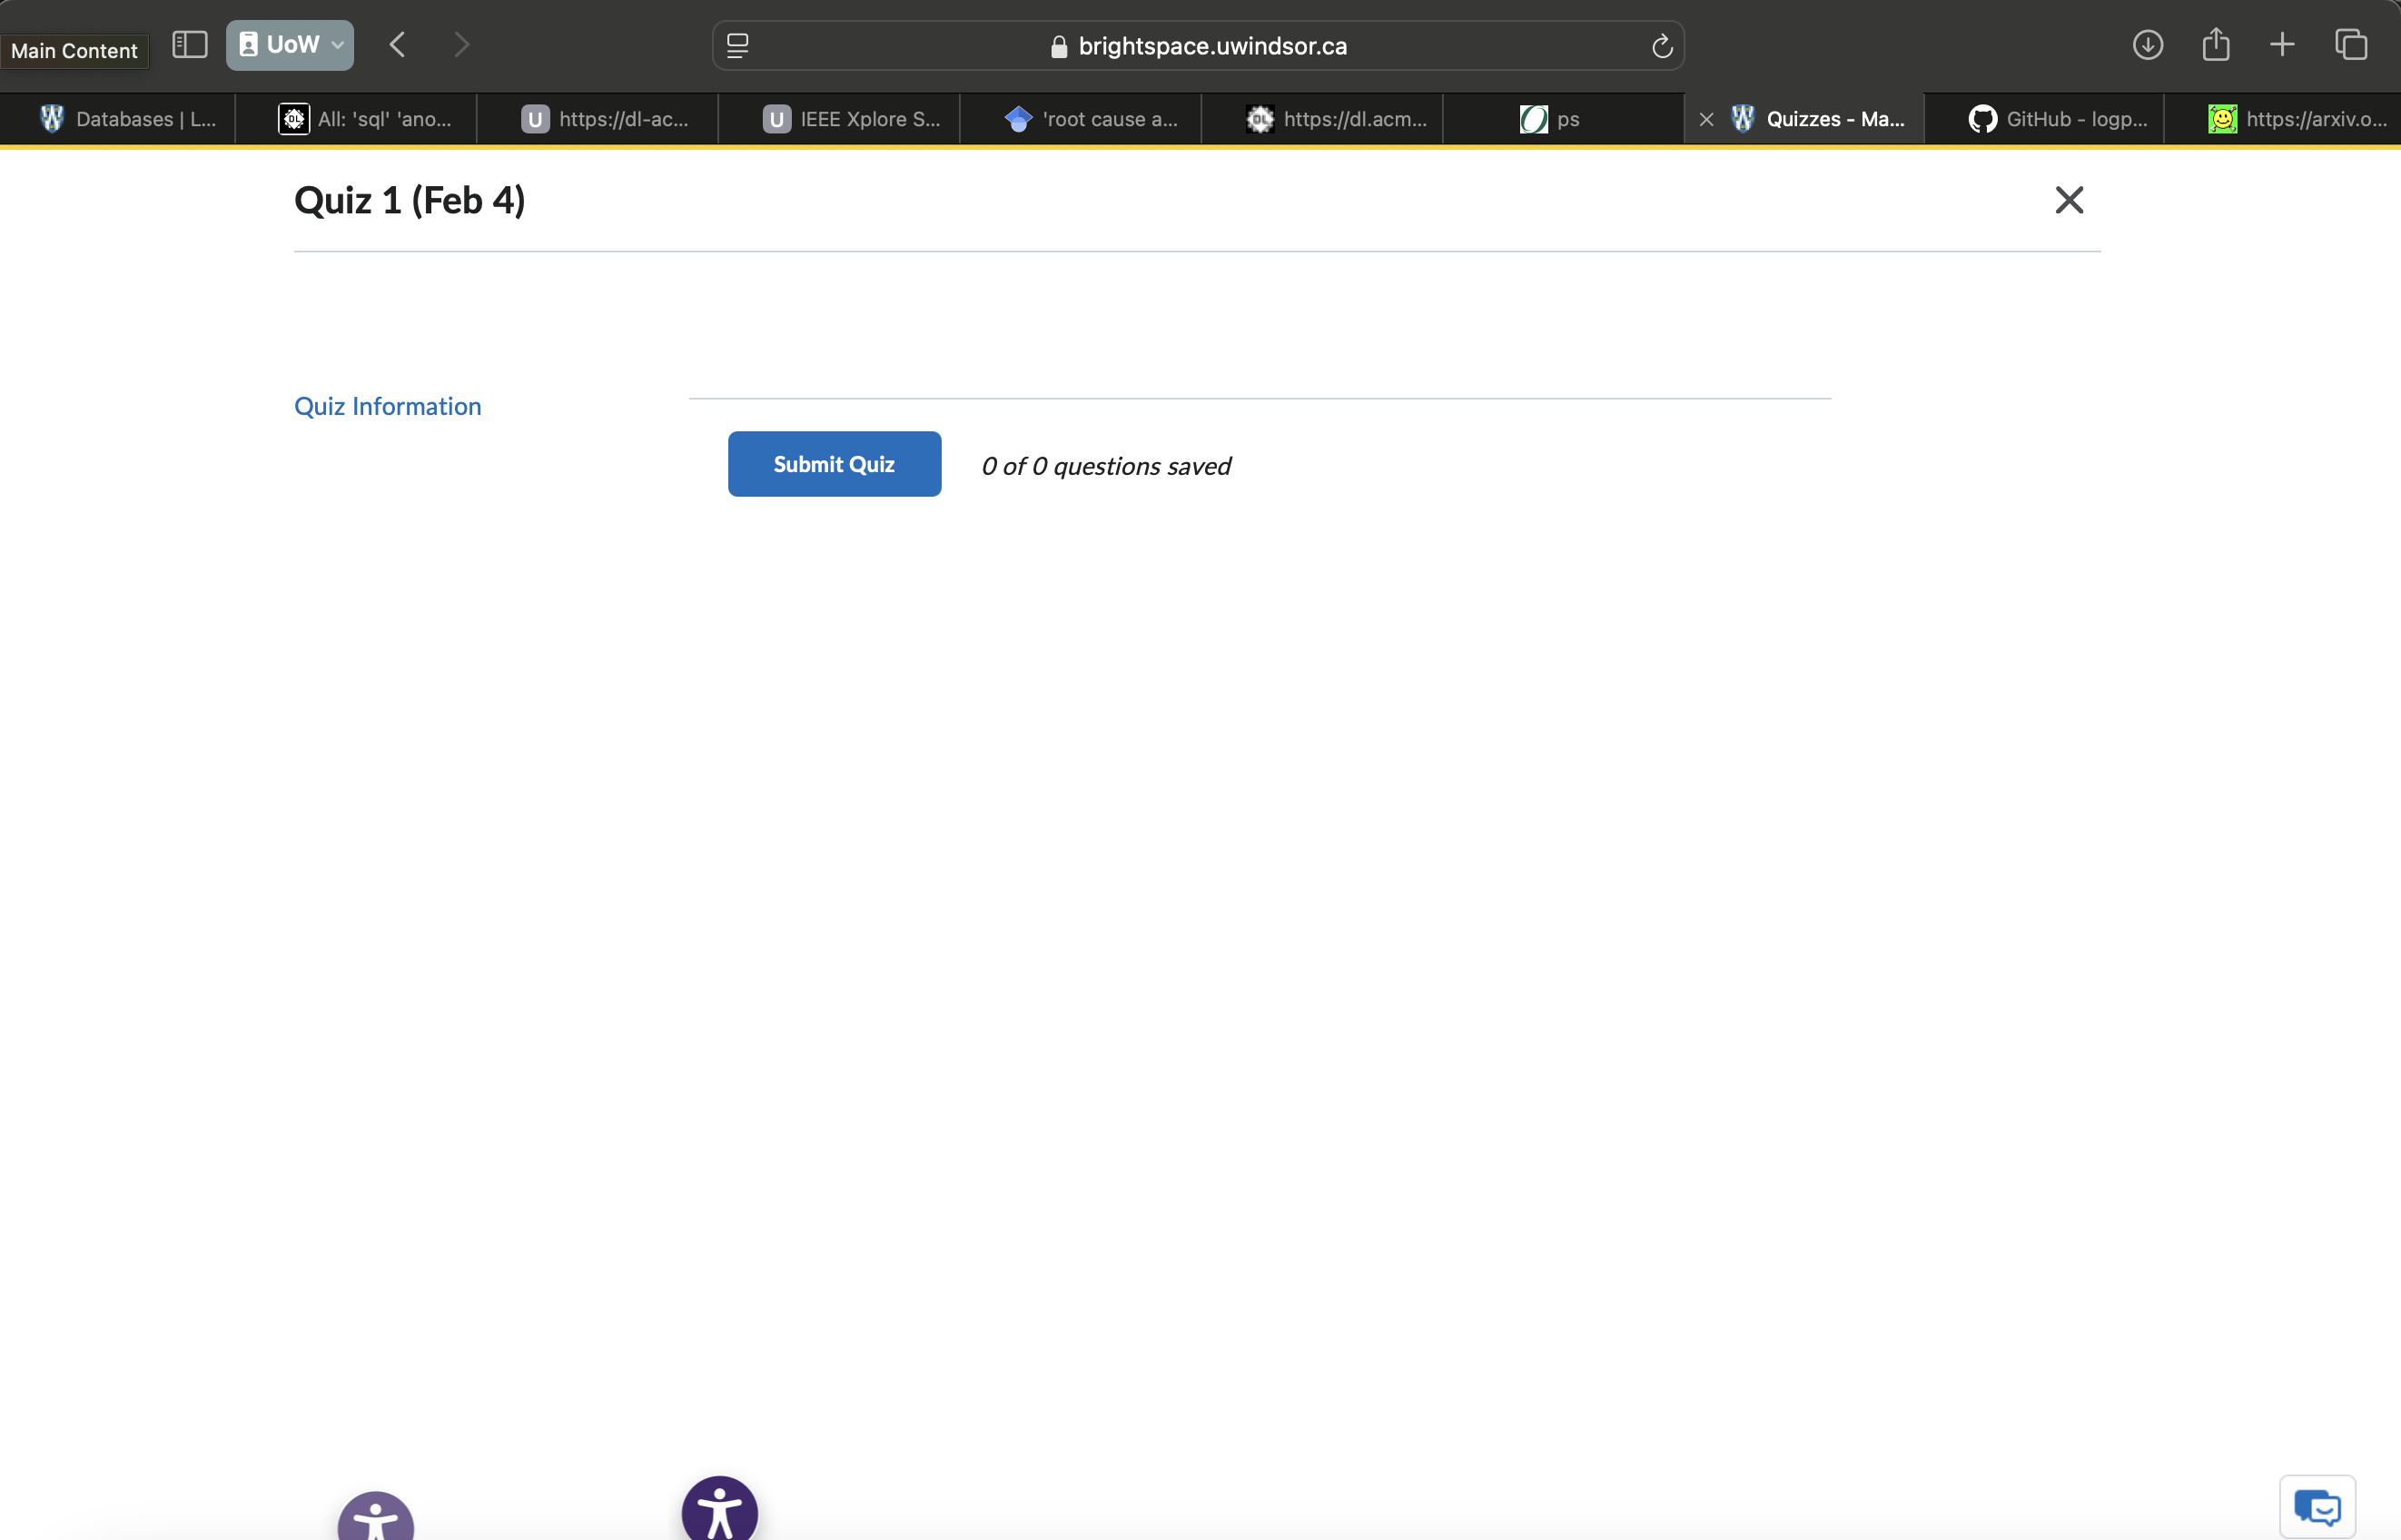 Main Content
UoW
brightspace.uwindsor.ca
Databases | L...
All: 'sql' 'ano...
U https://dl-ac...
U IEEE Xplore S...
'root cause a...
DL https://dl.acm...
ps
Quizzes - Ma...
GitHub - logp...
https://arxiv.o...
Quiz 1 (Feb 4)
Quiz Information
Submit Quiz
0 of 0 questions saved